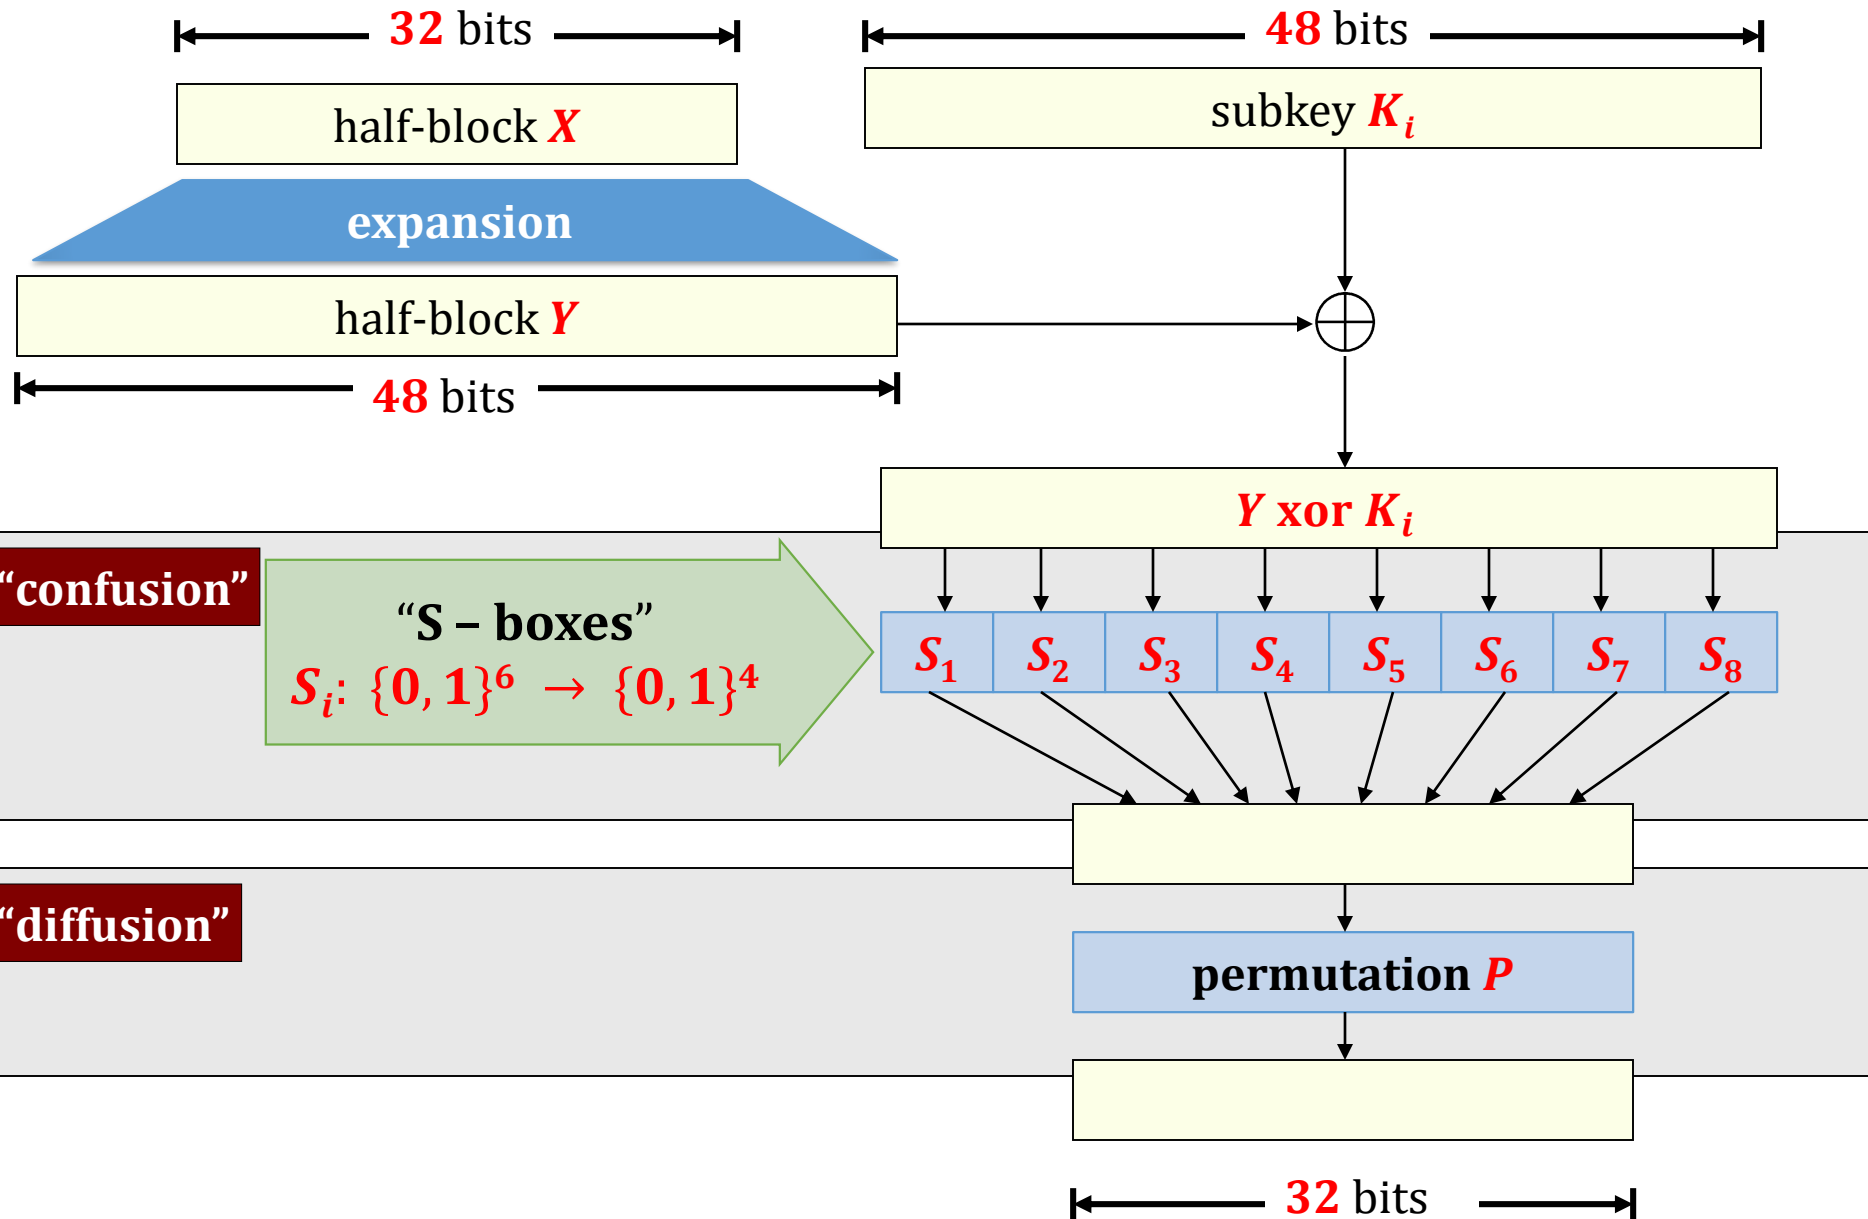 32 bits
48 bits
half-block X
subkey Kᵢ
expansion
half-block Y
48 bits
Y xor Kᵢ
“confusion”
“S – boxes”
Sᵢ: {0, 1}⁶ → {0, 1}⁴
S₁ S₂ S₃ S₄ S₅ S₆ S₇ S₈
“diffusion”
permutation P
32 bits